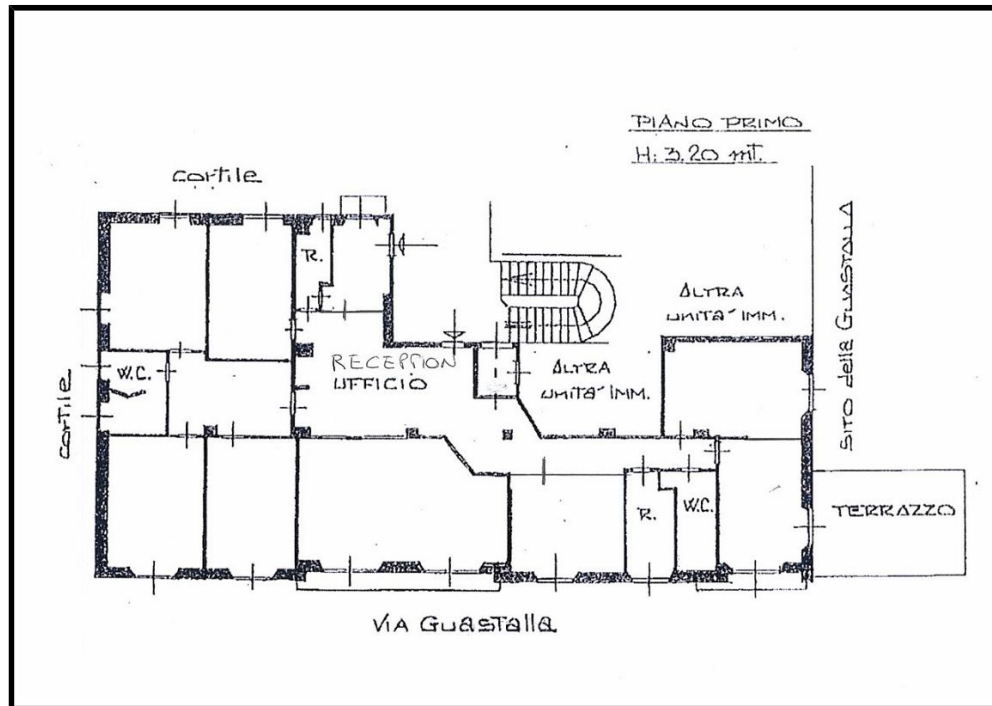 PIANO PRIMO
H: 3.20 mt.
cortile
R.
ALTRA
UNITA' IMM.
SITO della GUASTALLA
RECEPTION
UFFICIO
W.C.
ALTRA
UNITA' IMM.
cortile
R.
W.C.
TERRAZZO
VIA GUASTALLA